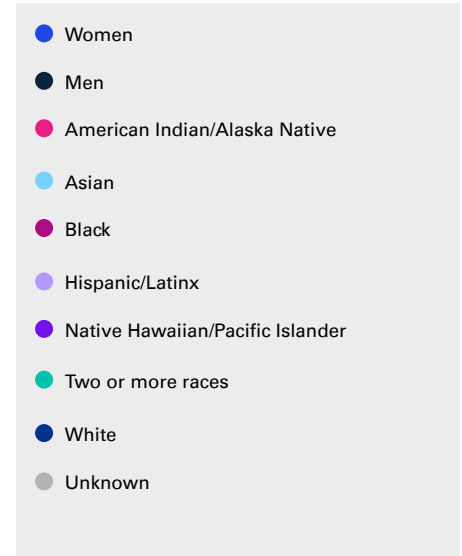 Women
Men
American Indian/Alaska Native
Asian
Black
Hispanic/Latinx
Native Hawaiian/Pacific Islander
Two or more races
White
Unknown